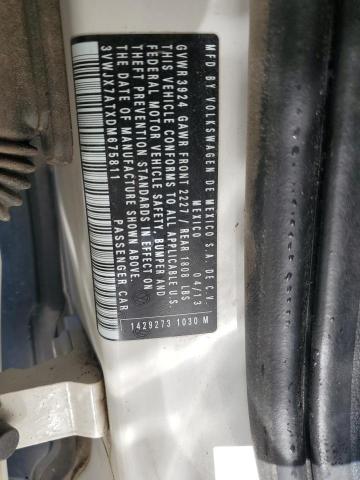 MFD BY VOLKSWAGEN DE MEXICO S.A. DE C.V.
MEXICO 04/13
GVWR 3924 GAWR FRONT 2227 / REAR 1808 LBS
THIS VEHICLE CONFORMS TO ALL APPLICABLE U.S.
FEDERAL MOTOR VEHICLE SAFETY, BUMPER AND
THEFT PREVENTION STANDARDS IN EFFECT ON
THE DATE OF MANUFACTURE SHOWN ABOVE
3VWJX7AJXDM675811
PASSENGER CAR
1429273 1030 M